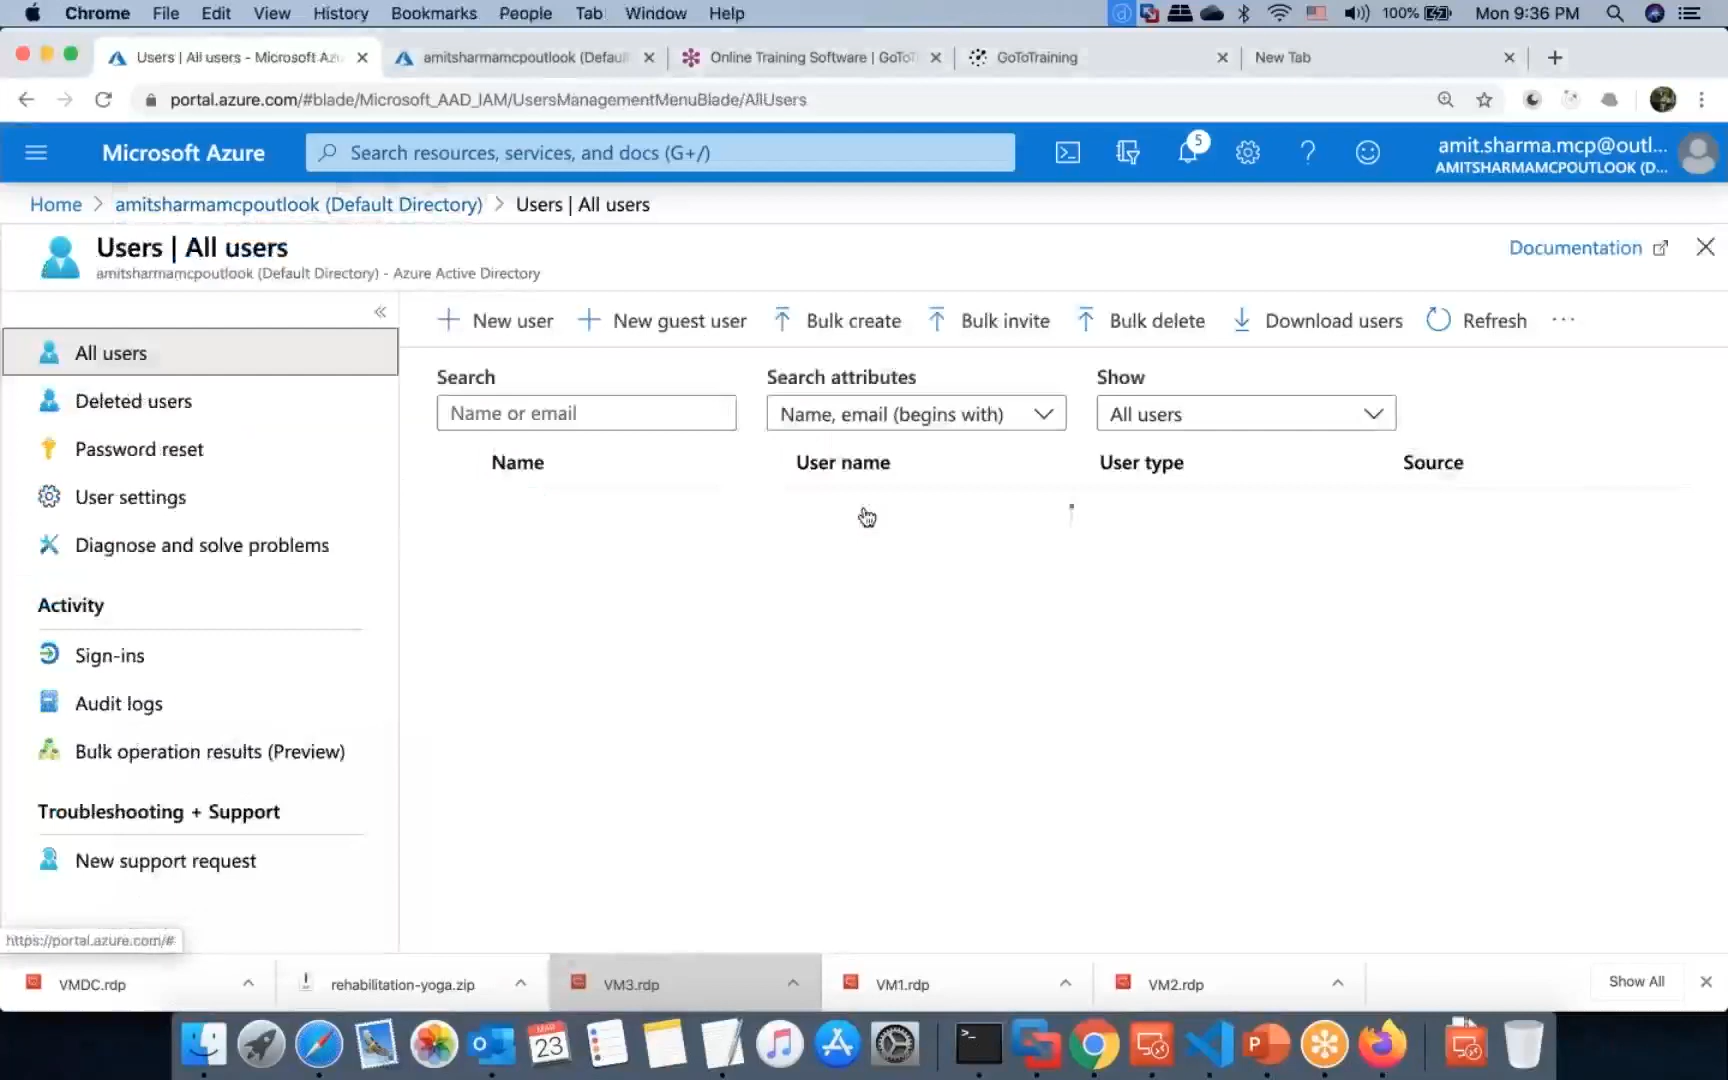 Chrome File Edit View History Bookmarks People Tab Window Help 100% Mon 9:36 PM
Users | All users - Microsoft Azu
amitsharmamcpoutlook (Defaul
Online Training Software | GoToT
GoToTraining
New Tab
portal.azure.com/#blade/Microsoft_AAD_IAM/UsersManagementMenuBlade/AllUsers
Microsoft Azure
Search resources, services, and docs (G+/)
5
amit.sharma.mcp@outl...
AMITSHARMAMCPOUTLOOK (D...
Home > amitsharmamcpoutlook (Default Directory) > Users | All users
Users | All users
amitsharmamcpoutlook (Default Directory) - Azure Active Directory
Documentation
All users
Deleted users
Password reset
User settings
Diagnose and solve problems
Activity
Sign-ins
Audit logs
Bulk operation results (Preview)
Troubleshooting + Support
New support request
New user New guest user Bulk create Bulk invite Bulk delete Download users Refresh ...
Search Search attributes Show
Name or email Name, email (begins with) All users
Name User name User type Source
https://portal.azure.com/#
VMDC.rdp rehabilitation-yoga.zip VM3.rdp VM1.rdp VM2.rdp Show All
MAR
23